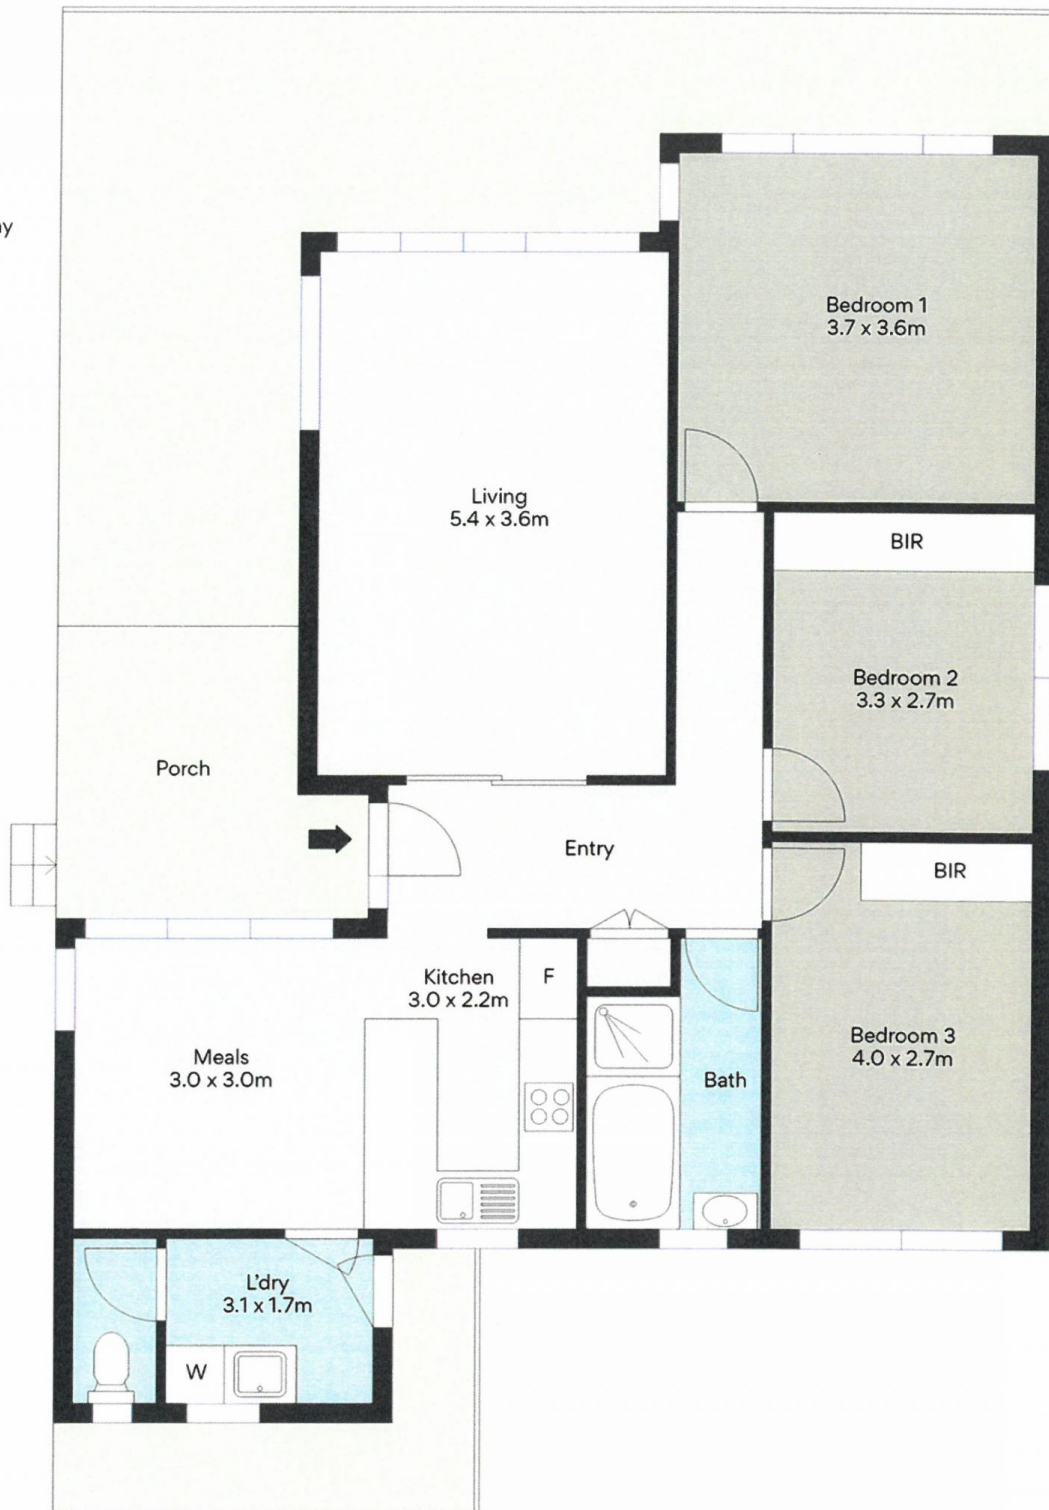 Bedroom 1
3.7 x 3.6m
Living
5.4 x 3.6m
BIR
Bedroom 2
3.3 x 2.7m
Porch
Entry
BIR
Kitchen
3.0 x 2.2m
F
Meals
3.0 x 3.0m
Bedroom 3
4.0 x 2.7m
Bath
L'dry
3.1 x 1.7m
W